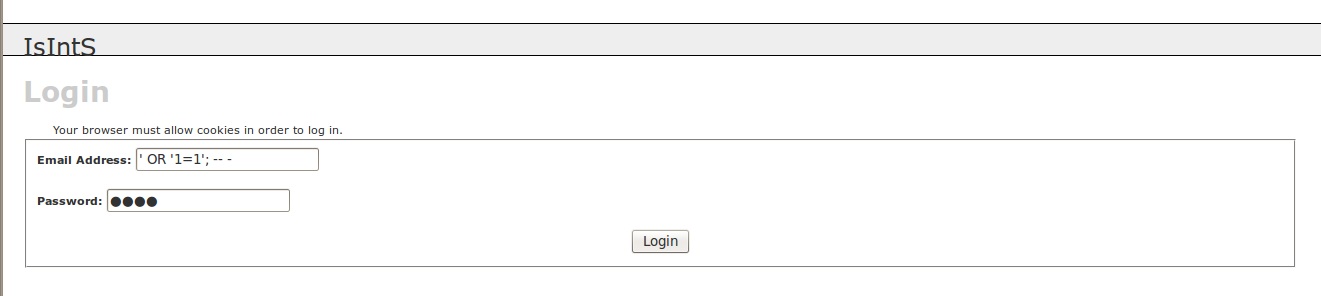 IsIntS
Login
Your browser must allow cookies in order to log in.
Email Address: ' OR '1=1'; -- -
Password: ●●●●
Login